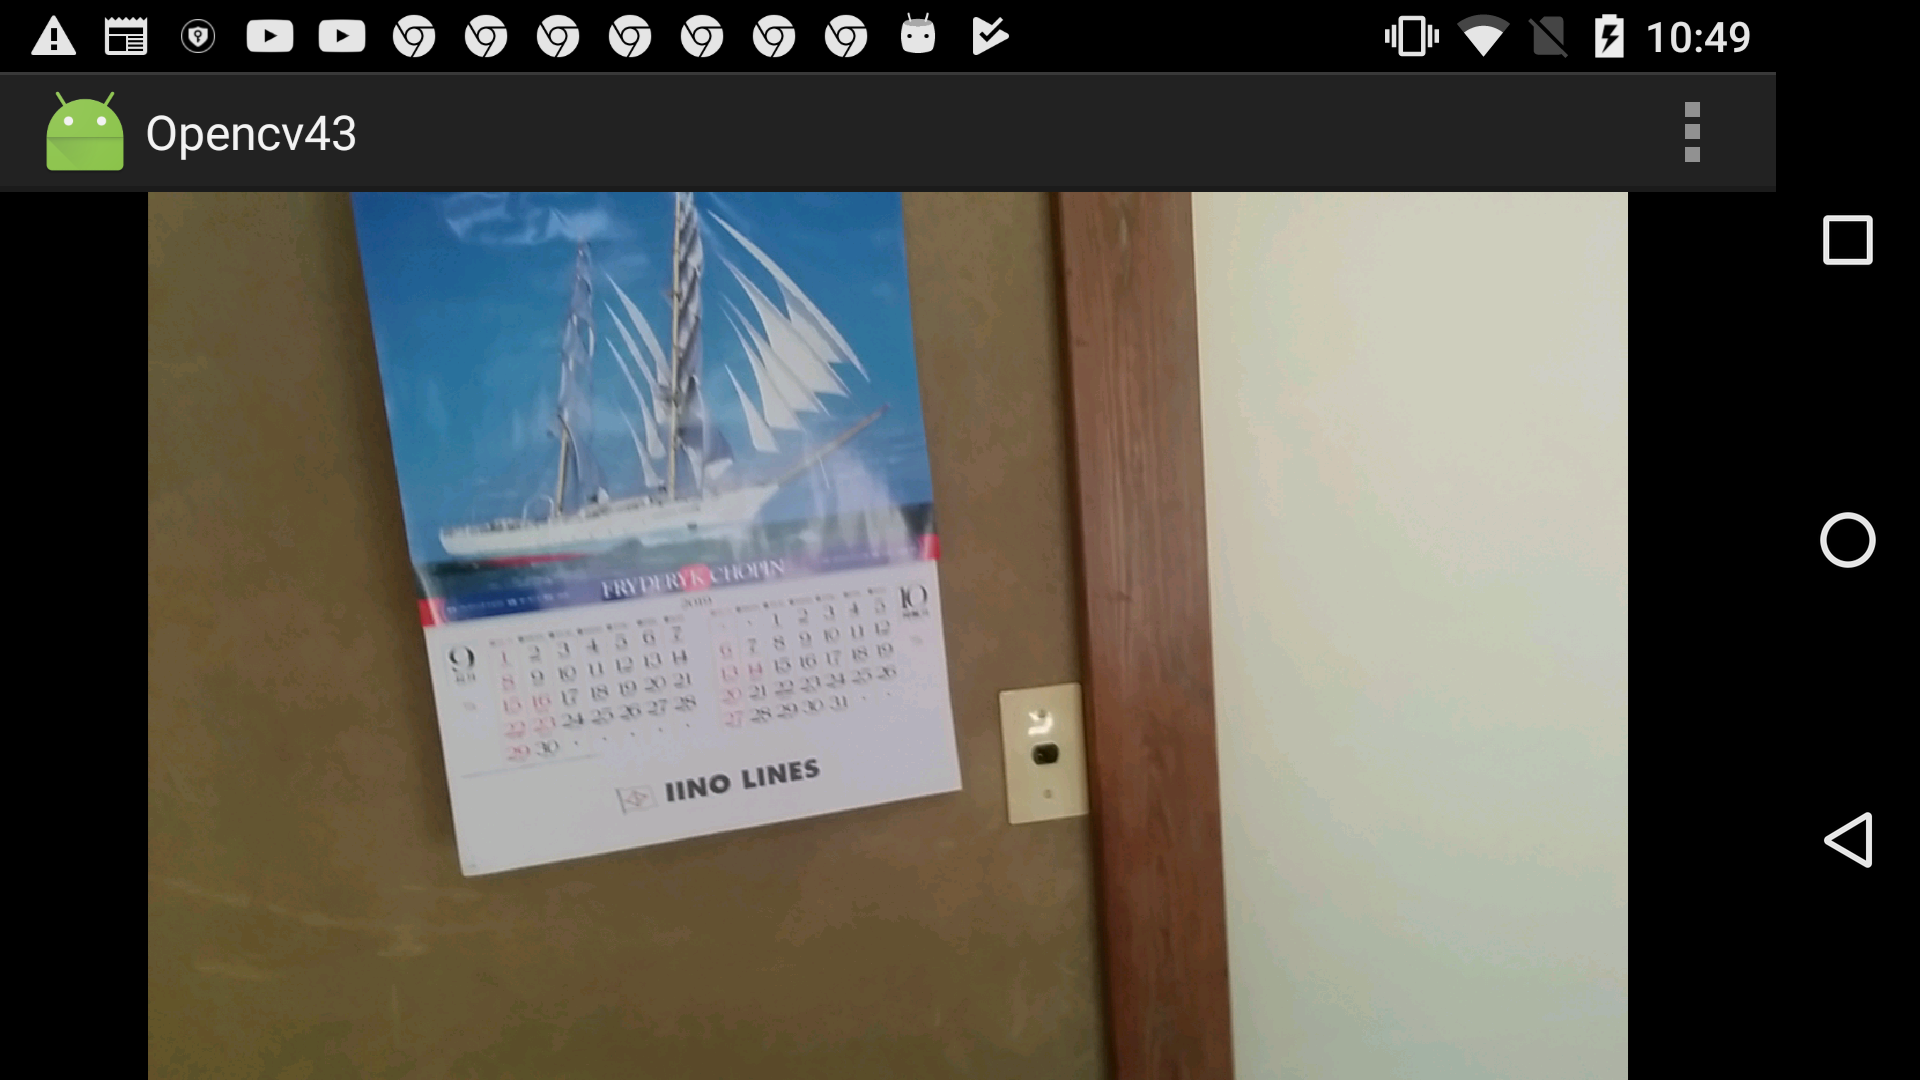 10:49
Opencv43
FRYDERYK CHOPIN
2019
9
1 2 3 4 5 6 7
8 9 10 11 12 13 14
15 16 17 18 19 20 21
22 23 24 25 26 27 28
29 30
10
1 2 3 4 5
6 7 8 9 10 11 12
13 14 15 16 17 18 19
20 21 22 23 24 25 26
27 28 29 30 31
IINO LINES